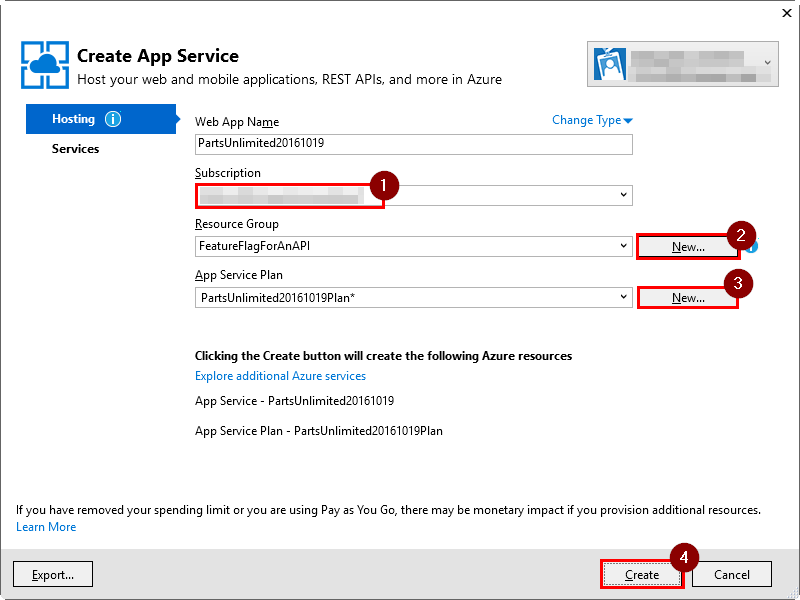 Create App Service
Host your web and mobile applications, REST APIs, and more in Azure
Hosting
Services
Web App Name
Change Type
PartsUnlimited20161019
Subscription
1
Resource Group
FeatureFlagForAnAPI
New...
2
App Service Plan
PartsUnlimited20161019Plan*
New...
3
Clicking the Create button will create the following Azure resources
Explore additional Azure services
App Service - PartsUnlimited20161019
App Service Plan - PartsUnlimited20161019Plan
If you have removed your spending limit or you are using Pay as You Go, there may be monetary impact if you provision additional resources.
Learn More
Export...
Create
4
Cancel